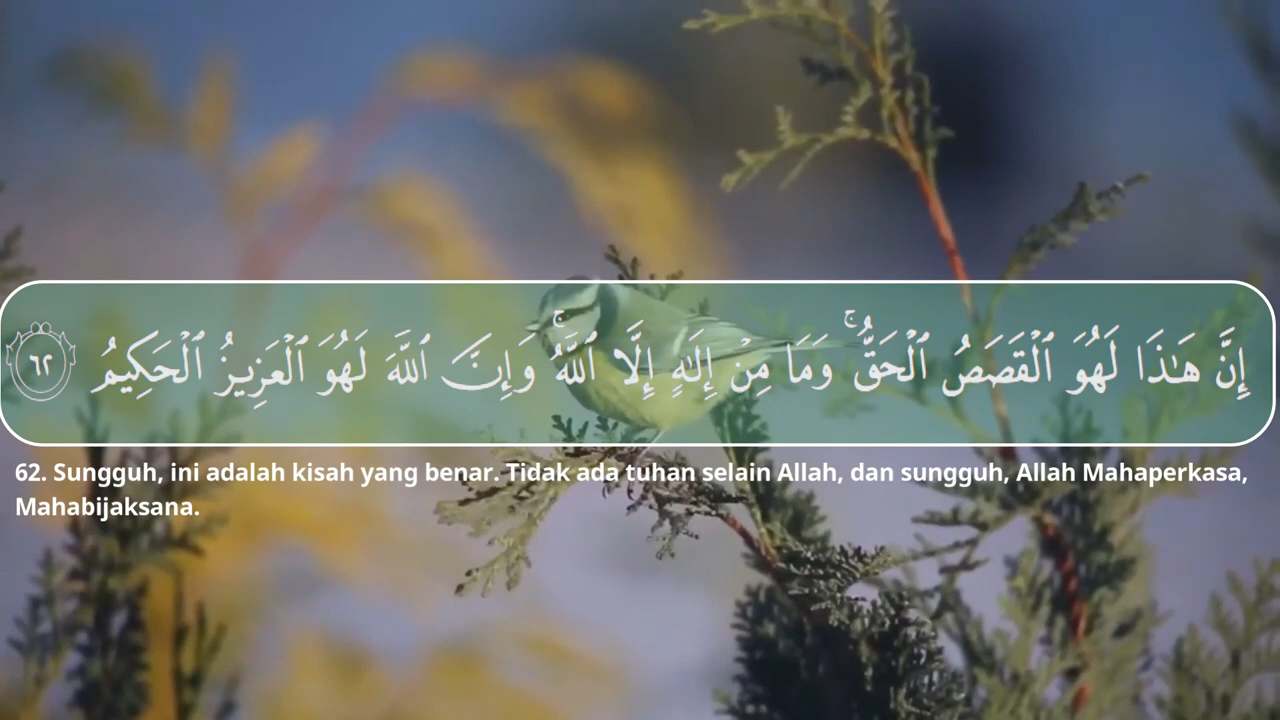 إِنَّ هَٰذَا لَهُوَ ٱلْقَصَصُ ٱلْحَقُّ ۚ وَمَا مِنْ إِلَٰهٍ إِلَّا ٱللَّهُ ۚ وَإِنَّ ٱللَّهَ لَهُوَ ٱلْعَزِيزُ ٱلْحَكِيمُ ٦٢
62. Sungguh, ini adalah kisah yang benar. Tidak ada tuhan selain Allah, dan sungguh, Allah Mahaperkasa,
Mahabijaksana.